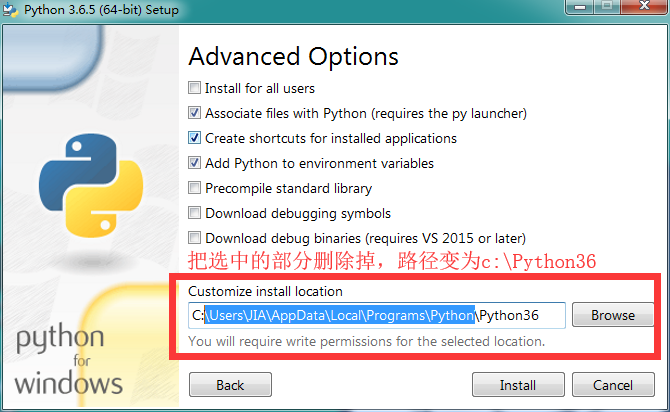 Python 3.6.5 (64-bit) Setup
Advanced Options
Install for all users
Associate files with Python (requires the py launcher)
Create shortcuts for installed applications
Add Python to environment variables
Precompile standard library
Download debugging symbols
Download debug binaries (requires VS 2015 or later)
把选中的部分删除掉，路径变为c:\Python36
Customize install location
C:\Users\JIA\AppData\Local\Programs\Python\Python36
Browse
You will require write permissions for the selected location.
python
for
windows
Back
Install
Cancel